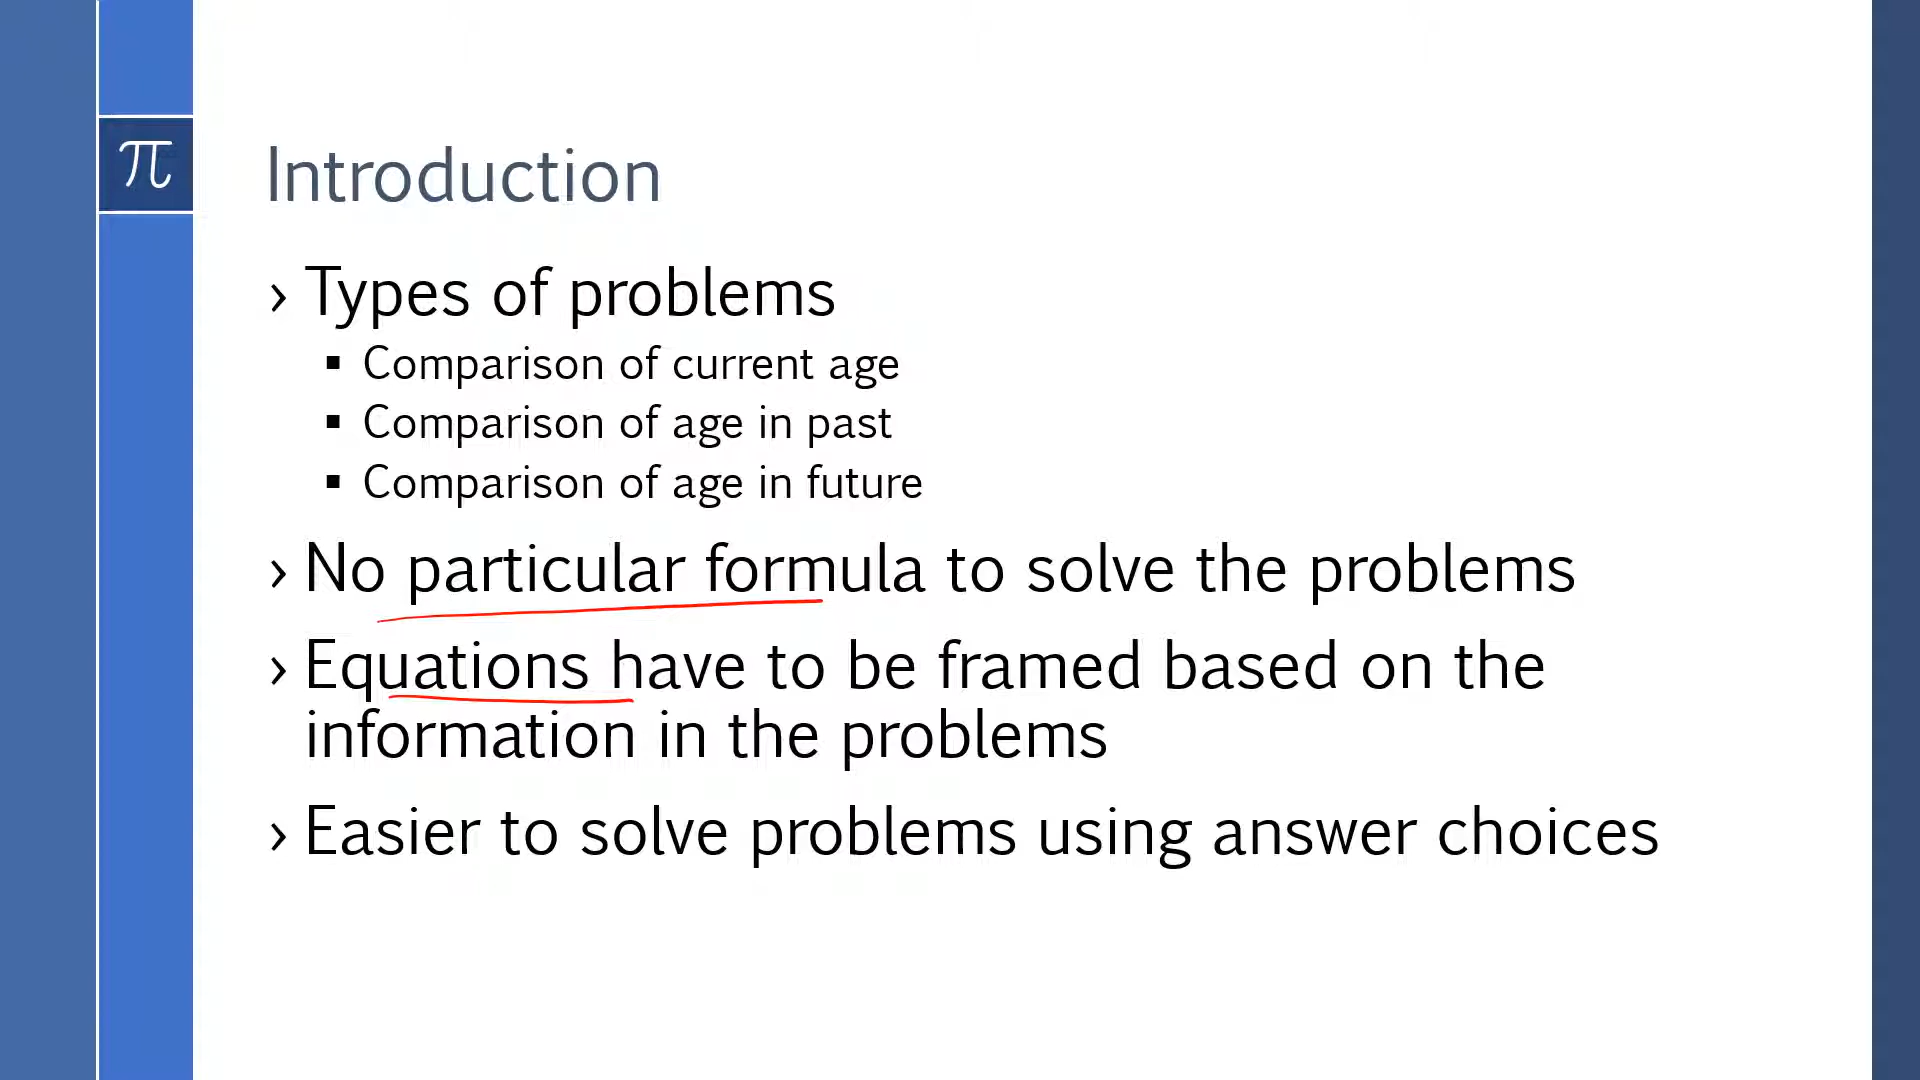 π
Introduction
› Types of problems
▪ Comparison of current age
▪ Comparison of age in past
▪ Comparison of age in future
› No particular formula to solve the problems
› Equations have to be framed based on the
information in the problems
› Easier to solve problems using answer choices